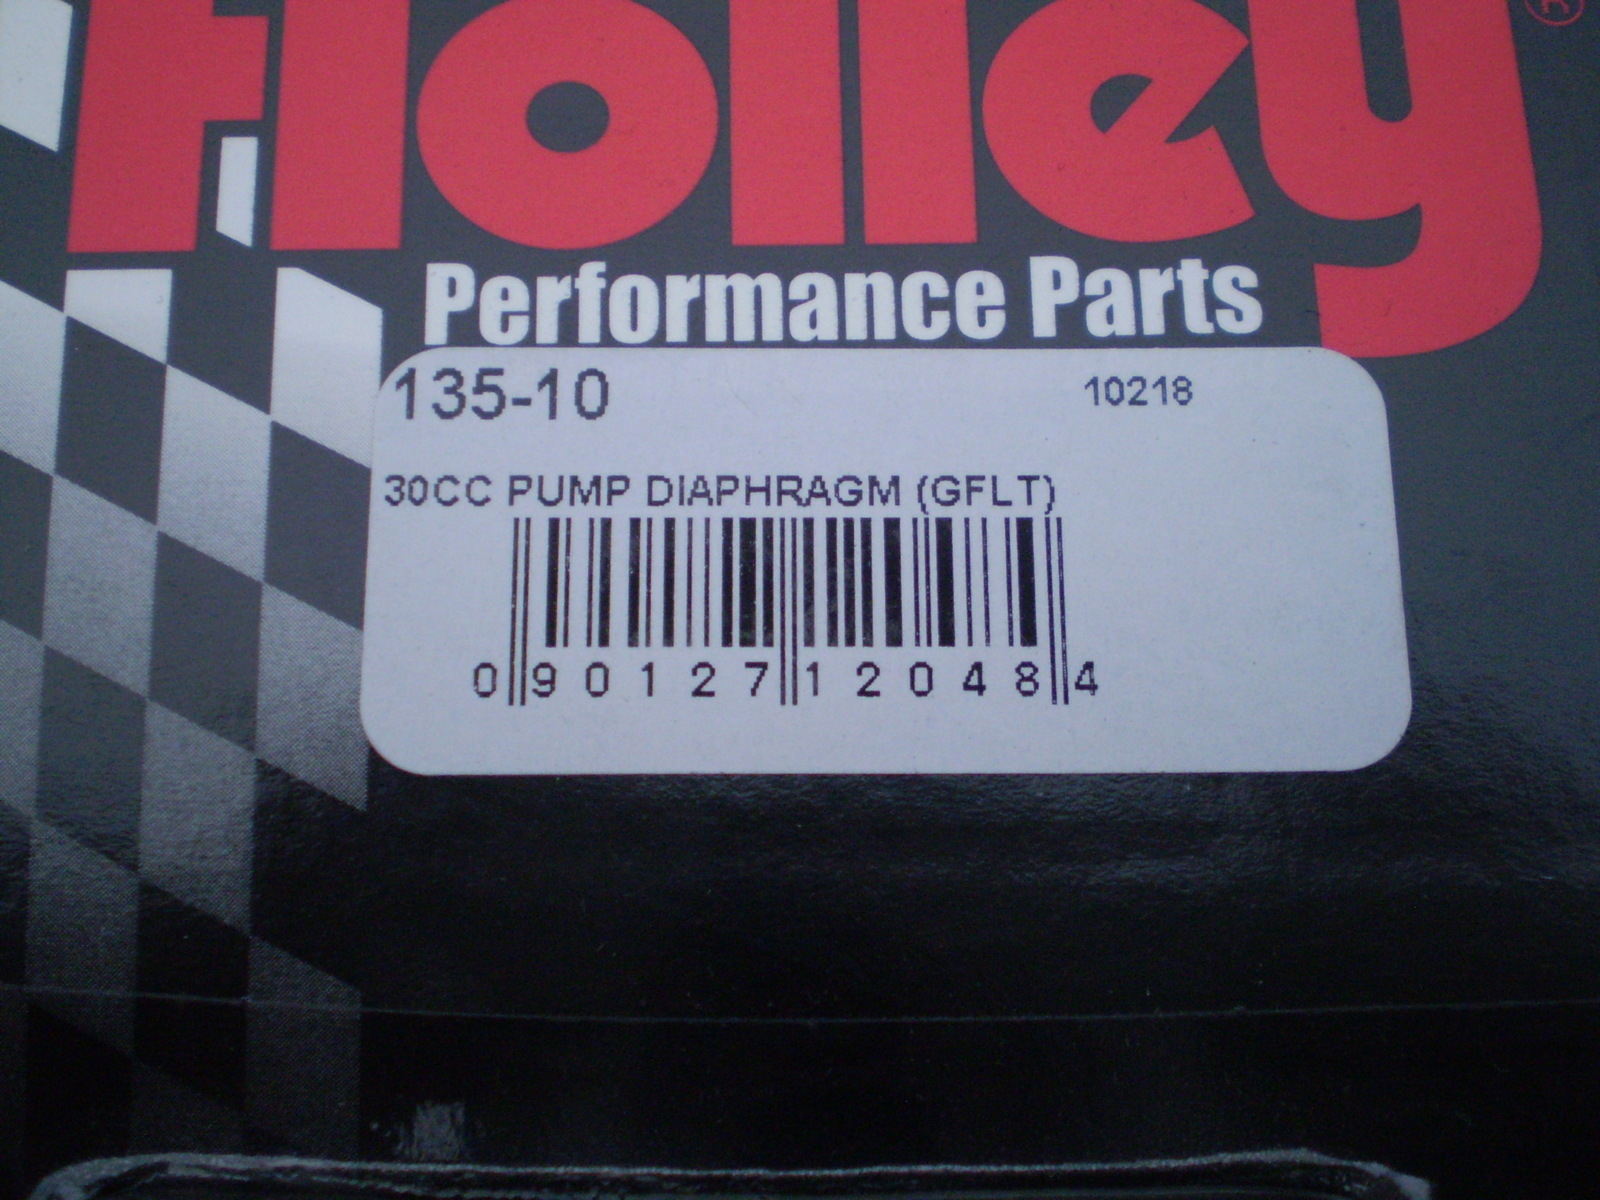 Holley®
Performance Parts
135-10 10218
30CC PUMP DIAPHRAGM (GFLT)
0 90127 12048 4